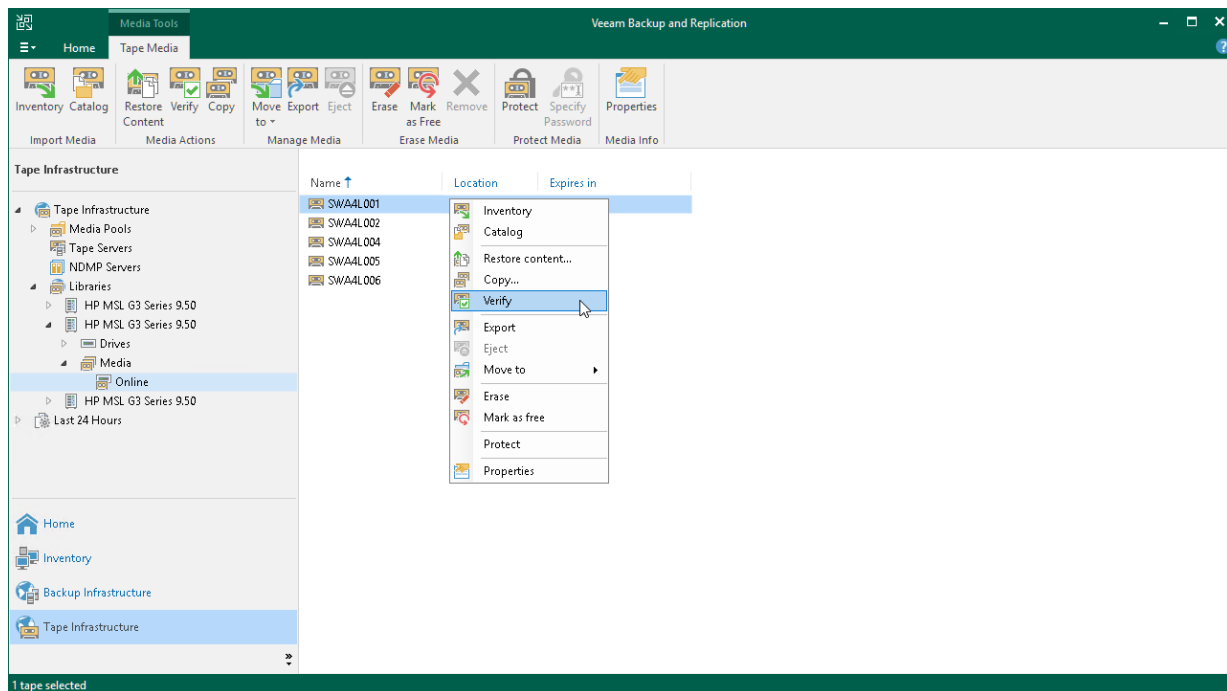 Media Tools
Veeam Backup and Replication
Home Tape Media
Inventory Catalog Restore Content Verify Copy Move to Export Eject Erase Mark as Free Remove Protect Specify Password Properties
Import Media Media Actions Manage Media Erase Media Protect Media Media Info
Tape Infrastructure
Tape Infrastructure
Media Pools
Tape Servers
NDMP Servers
Libraries
HP MSL G3 Series 9.50
HP MSL G3 Series 9.50
Drives
Media
Online
HP MSL G3 Series 9.50
Last 24 Hours
Home
Inventory
Backup Infrastructure
Tape Infrastructure
Name Location Expires in
SWA4L001
SWA4L002
SWA4L004
SWA4L005
SWA4L006
Inventory
Catalog
Restore content...
Copy...
Verify
Export
Eject
Move to
Erase
Mark as free
Protect
Properties
1 tape selected